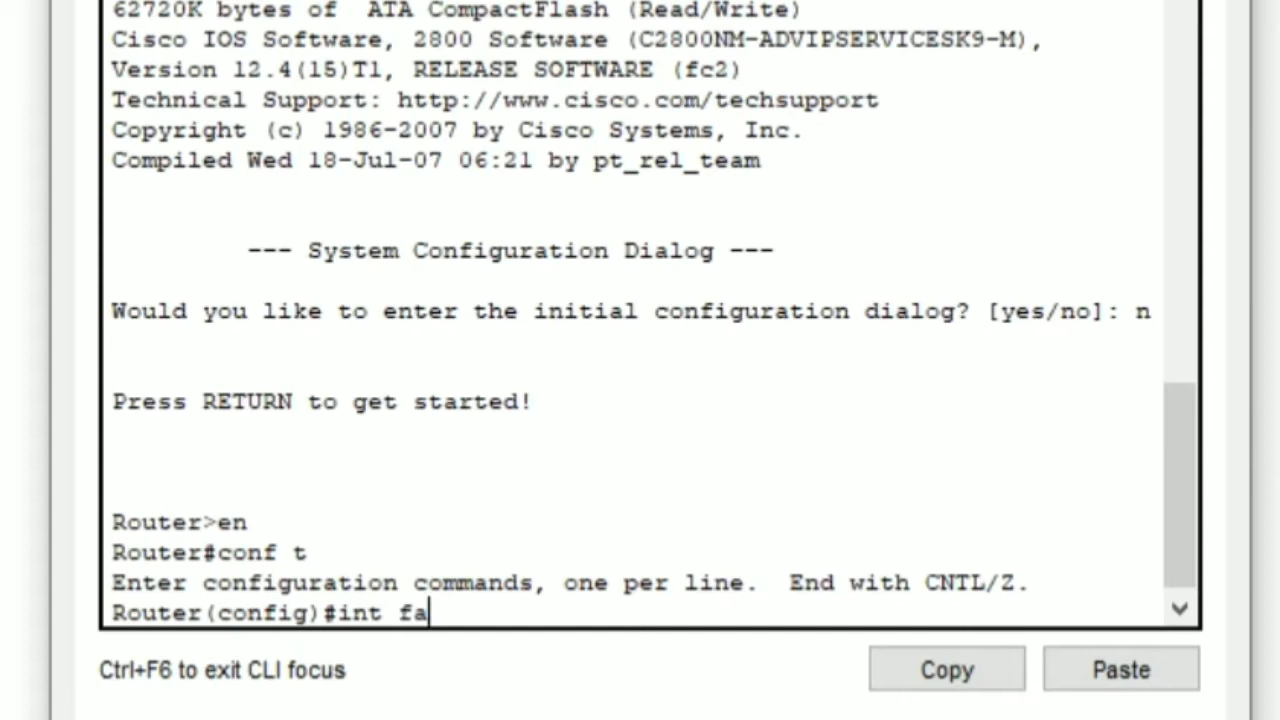 62720K bytes of  ATA CompactFlash (Read/Write)
Cisco IOS Software, 2800 Software (C2800NM-ADVIPSERVICESK9-M),
Version 12.4(15)T1, RELEASE SOFTWARE (fc2)
Technical Support: http://www.cisco.com/techsupport
Copyright (c) 1986-2007 by Cisco Systems, Inc.
Compiled Wed 18-Jul-07 06:21 by pt_rel_team
--- System Configuration Dialog ---
Would you like to enter the initial configuration dialog? [yes/no]: n
Press RETURN to get started!
Router>en
Router#conf t
Enter configuration commands, one per line.  End with CNTL/Z.
Router(config)#int fa
Ctrl+F6 to exit CLI focus
Copy
Paste